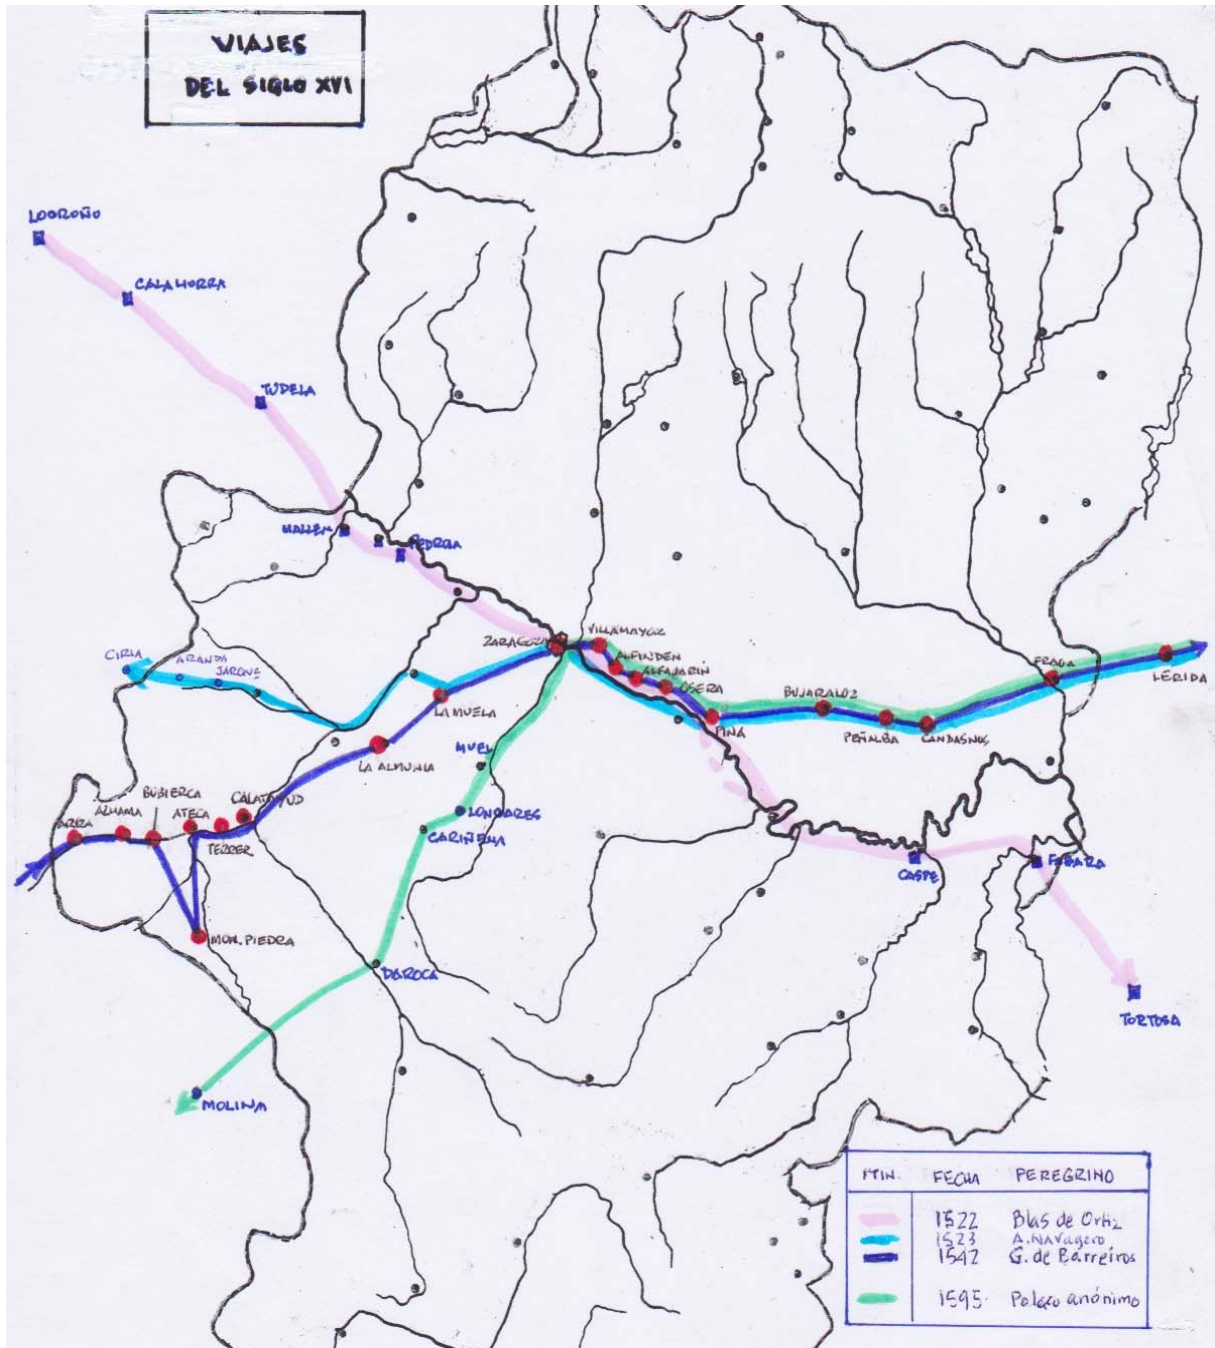 VIAJES
DEL SIGLO XVI
LOGROÑO
CALAHORRA
TUDELA
MALLEN
PEDROLA
ZARAGOZA
VILLAMAYOR
ALFINDEN
ALFAJARIN
OSERA
PINA
BUJARALOZ
PEÑALBA
CANDASNOS
FRAGA
LERIDA
CIRIA
ARANDA
JARQUE
LA MUELA
LA ALMUNIA
MUEL
LONGARES
CARIÑENA
ARIZA
ALHAMA
BUBIERCA
ATECA
TERRER
CALATAYUD
MON. PIEDRA
DAROCA
MOLINA
CASPE
FABARA
TORTOSA
ITIN. FECHA PEREGRINO
1522 Blas de Ortiz
1523 A. Navagero
1542 G. de Barreiros
1595 Polaco anónimo